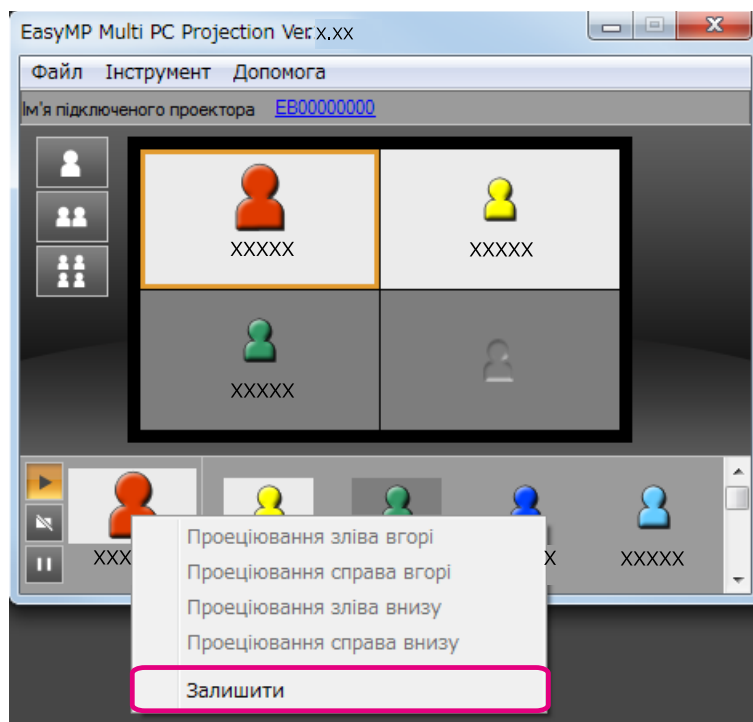 EasyMP Multi PC Projection Ver.x.xx
Файл Інструмент Допомога
Ім'я підключеного проектора EB00000000
XXXXX XXXXX
XXXXX
XXX X XXXXX
Проеціювання зліва вгорі
Проеціювання справа вгорі
Проеціювання зліва внизу
Проеціювання справа внизу
Залишити